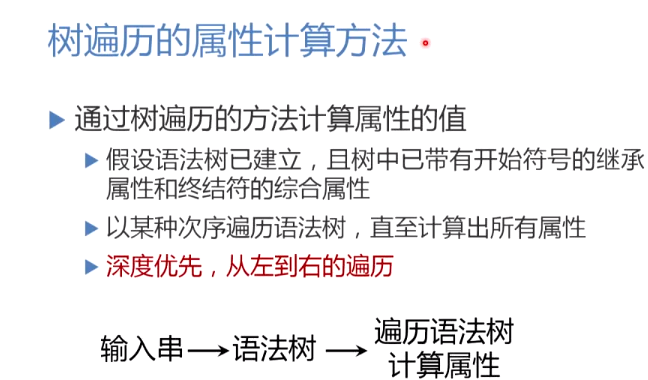 树遍历的属性计算方法
通过树遍历的方法计算属性的值
假设语法树已建立，且树中已带有开始符号的继承
属性和终结符的综合属性
以某种次序遍历语法树，直至计算出所有属性
深度优先，从左到右的遍历
输入串→语法树→遍历语法树
计算属性